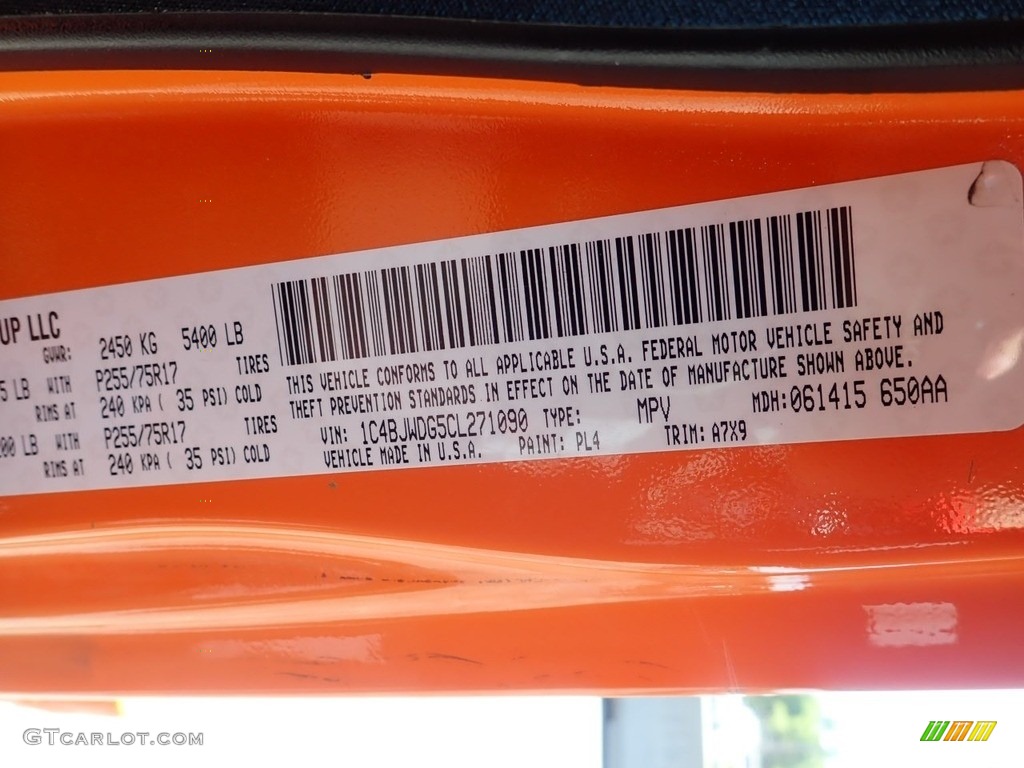 UP LLC
GVWR: 2450 KG 5400 LB
5 LB WITH P255/75R17 TIRES
RIMS AT 240 KPA ( 35 PSI) COLD
00 LB WITH P255/75R17 TIRES
RIMS AT 240 KPA ( 35 PSI) COLD
THIS VEHICLE CONFORMS TO ALL APPLICABLE U.S.A. FEDERAL MOTOR VEHICLE SAFETY AND
THEFT PREVENTION STANDARDS IN EFFECT ON THE DATE OF MANUFACTURE SHOWN ABOVE.
VIN: 1C4BJWDG5CL271090 TYPE: MPV MDH:061415 650AA
VEHICLE MADE IN U.S.A. PAINT: PL4 TRIM: A7X9
GTCARLOT.COM